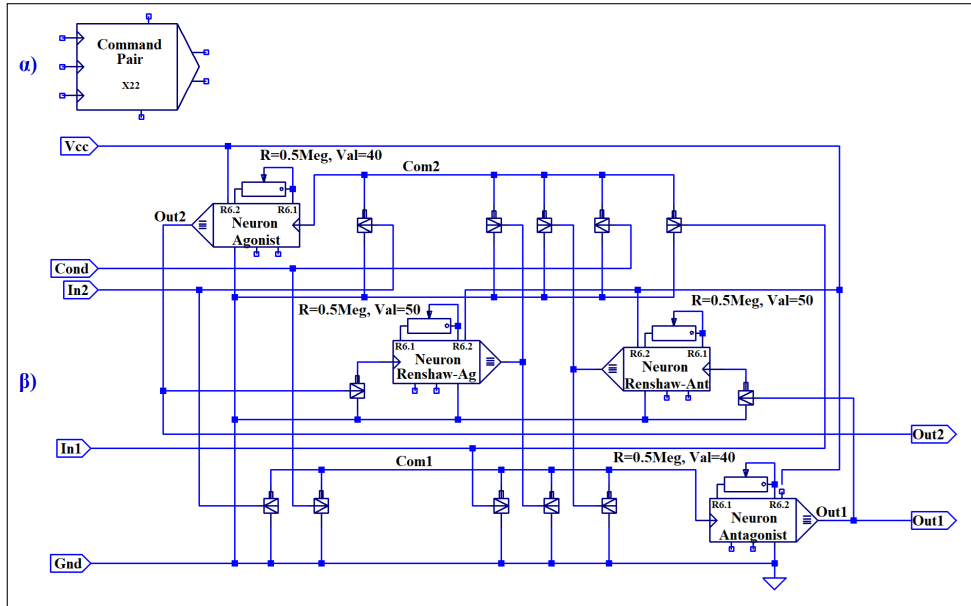 α)
Command
Pair
X22
Vcc
R=0.5Meg, Val=40
Com2
R6.2 R6.1
Out2
Neuron
Agonist
Cond
In2
R=0.5Meg, Val=50
R=0.5Meg, Val=50
R6.1 R6.2
R6.2 R6.1
Neuron
Renshaw-Ag
Neuron
Renshaw-Ant
β)
Out2
In1
Com1
R=0.5Meg, Val=40
R6.1 R6.2
Neuron
Antagonist
Out1
Out1
Gnd